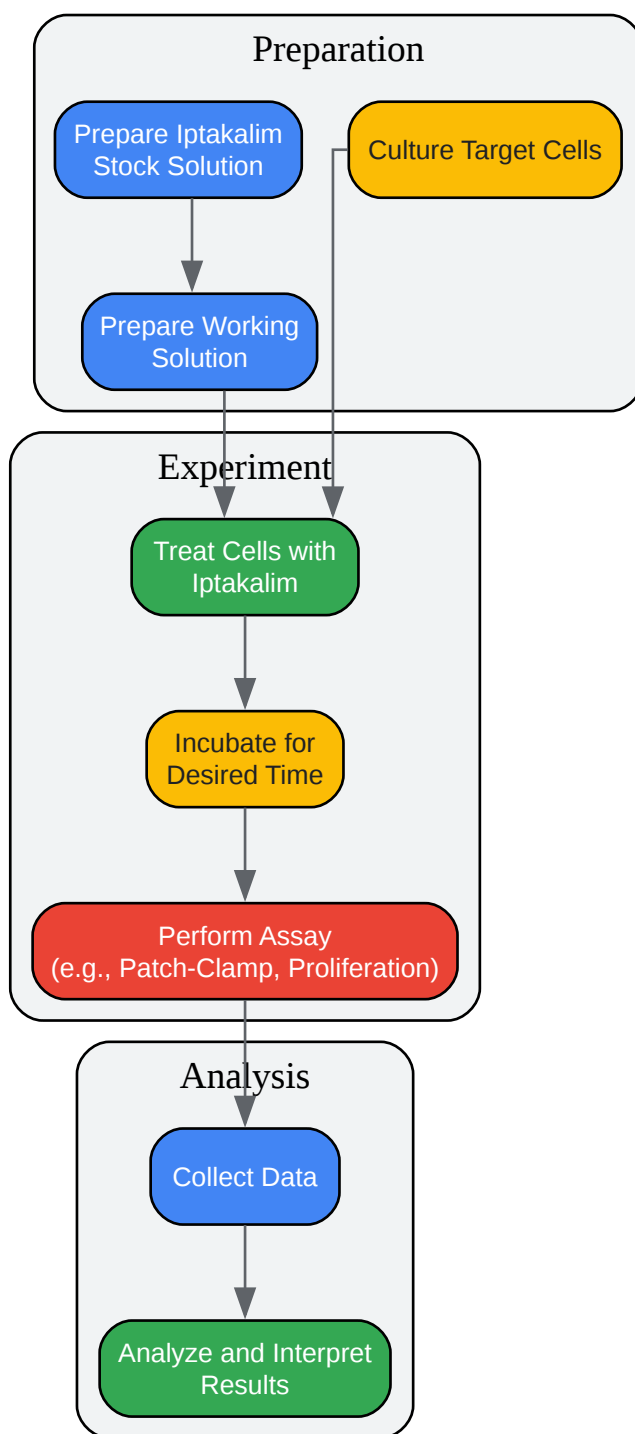 Preparation
Prepare Iptakalim
Stock Solution
Culture Target Cells
Prepare Working
Solution
Experiment
Treat Cells with
Iptakalim
Incubate for
Desired Time
Perform Assay
(e.g., Patch-Clamp, Proliferation)
Analysis
Collect Data
Analyze and Interpret
Results